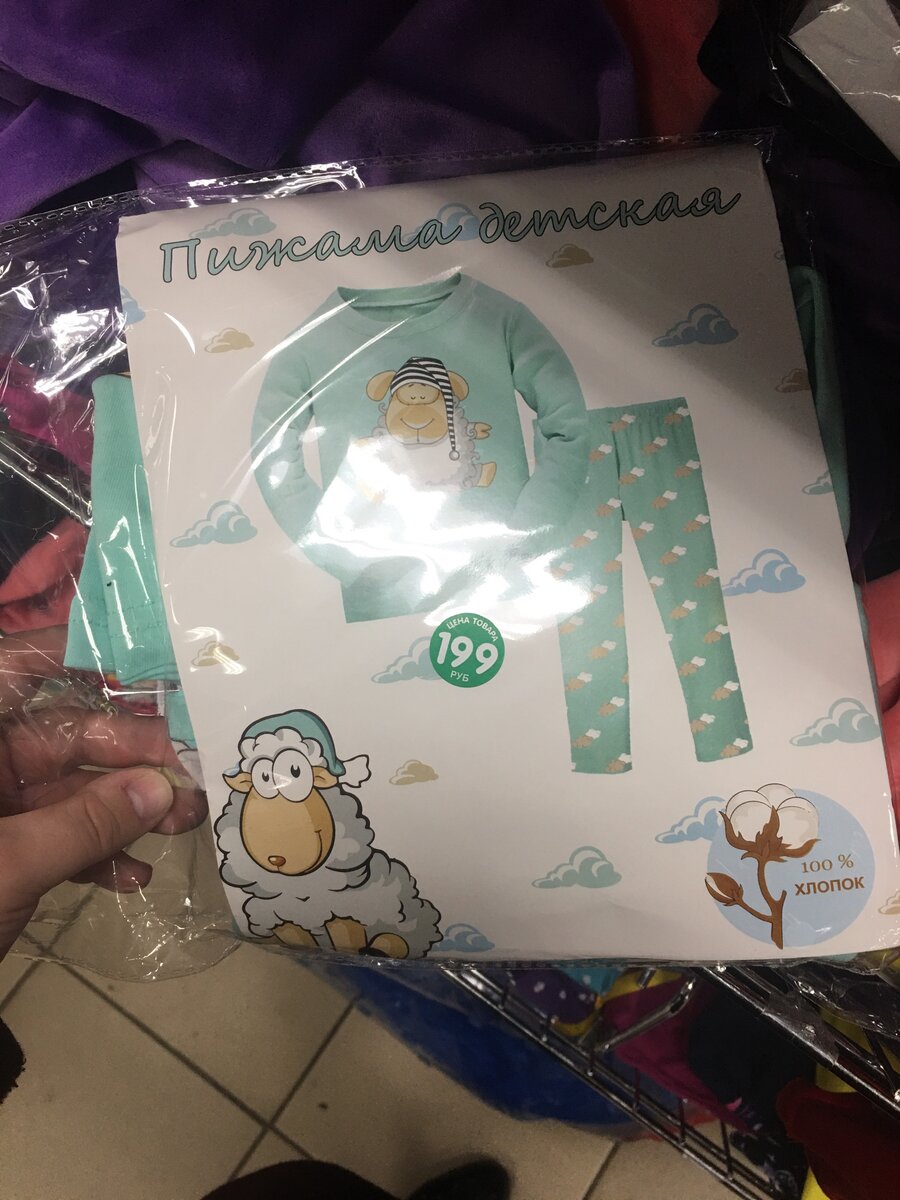 Пижама детская
ЦЕНА ТОВАРА
199
РУБ
100 %
ХЛОПОК